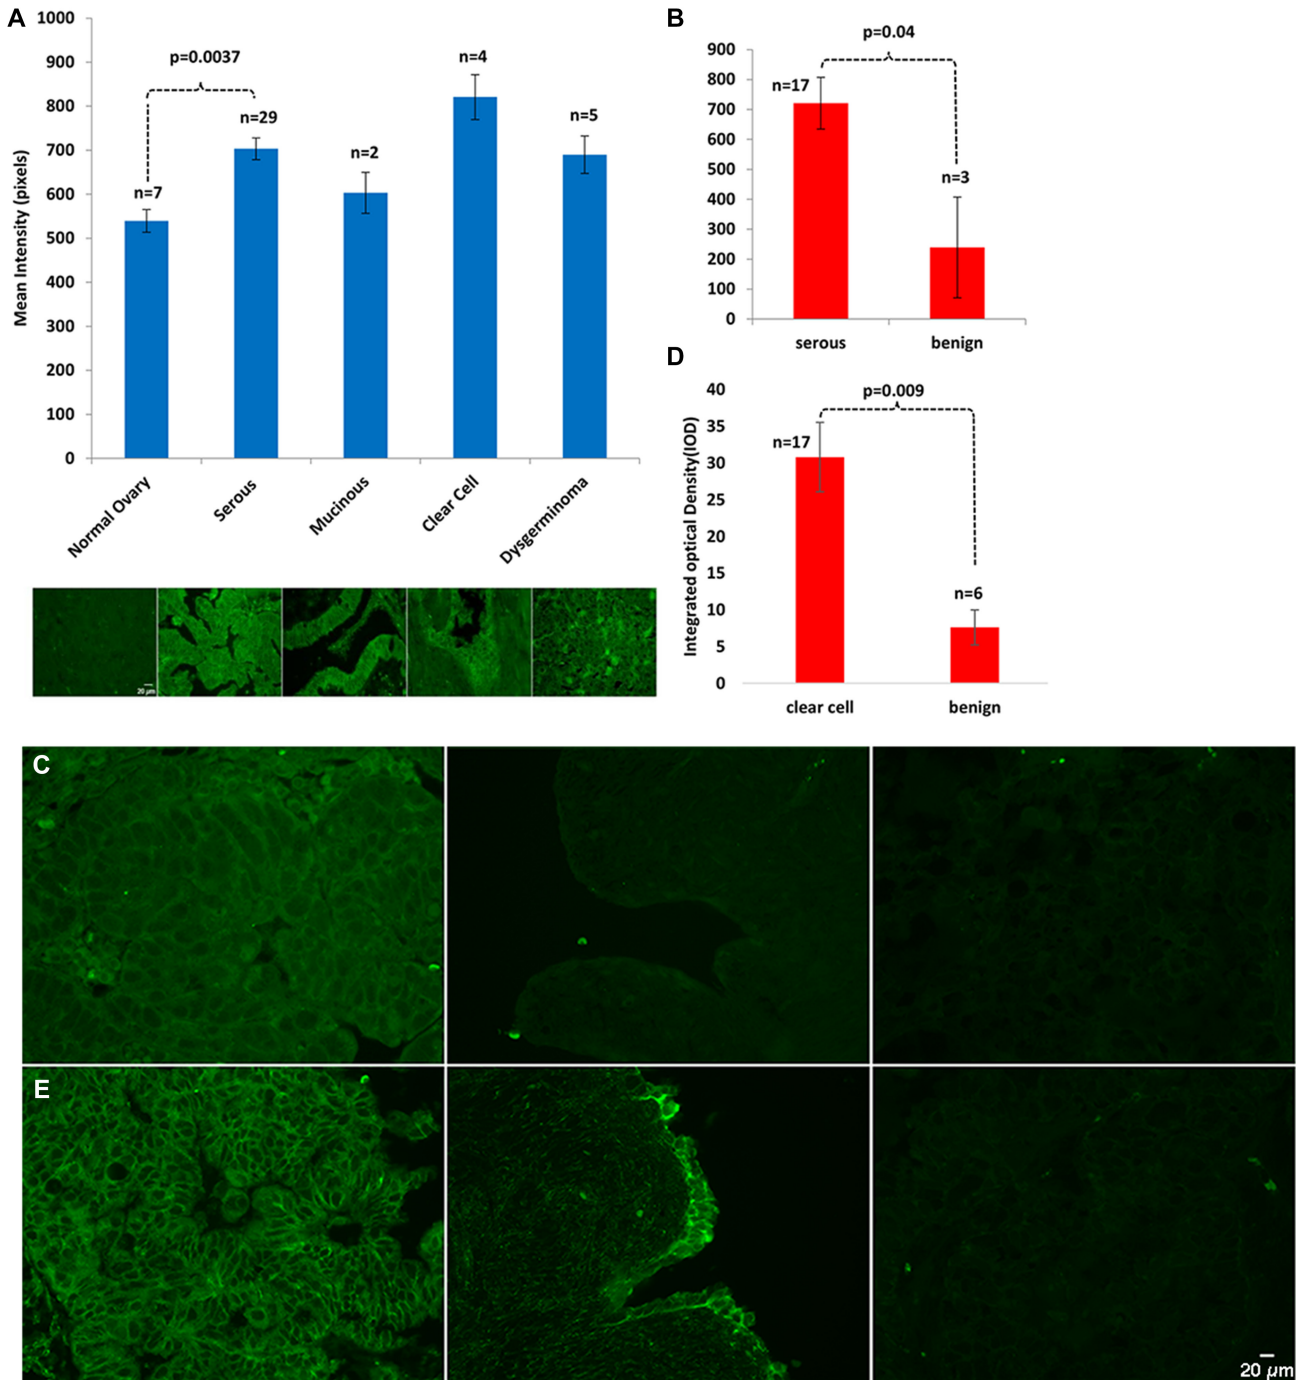 A
1000
900
800
700
600
500
400
300
200
100
0
Mean Intensity (pixels)
p=0.0037
n=7
n=29
n=2
n=4
n=5
Normal Ovary
Serous
Mucinous
Clear Cell
Dysgerminoma
20 µm
B
900
800
700
600
500
400
300
200
100
0
p=0.04
n=17
n=3
serous
benign
D
40
35
30
25
20
15
10
5
0
Integrated optical Density(IOD)
p=0.009
n=17
n=6
clear cell
benign
C
E
20 µm